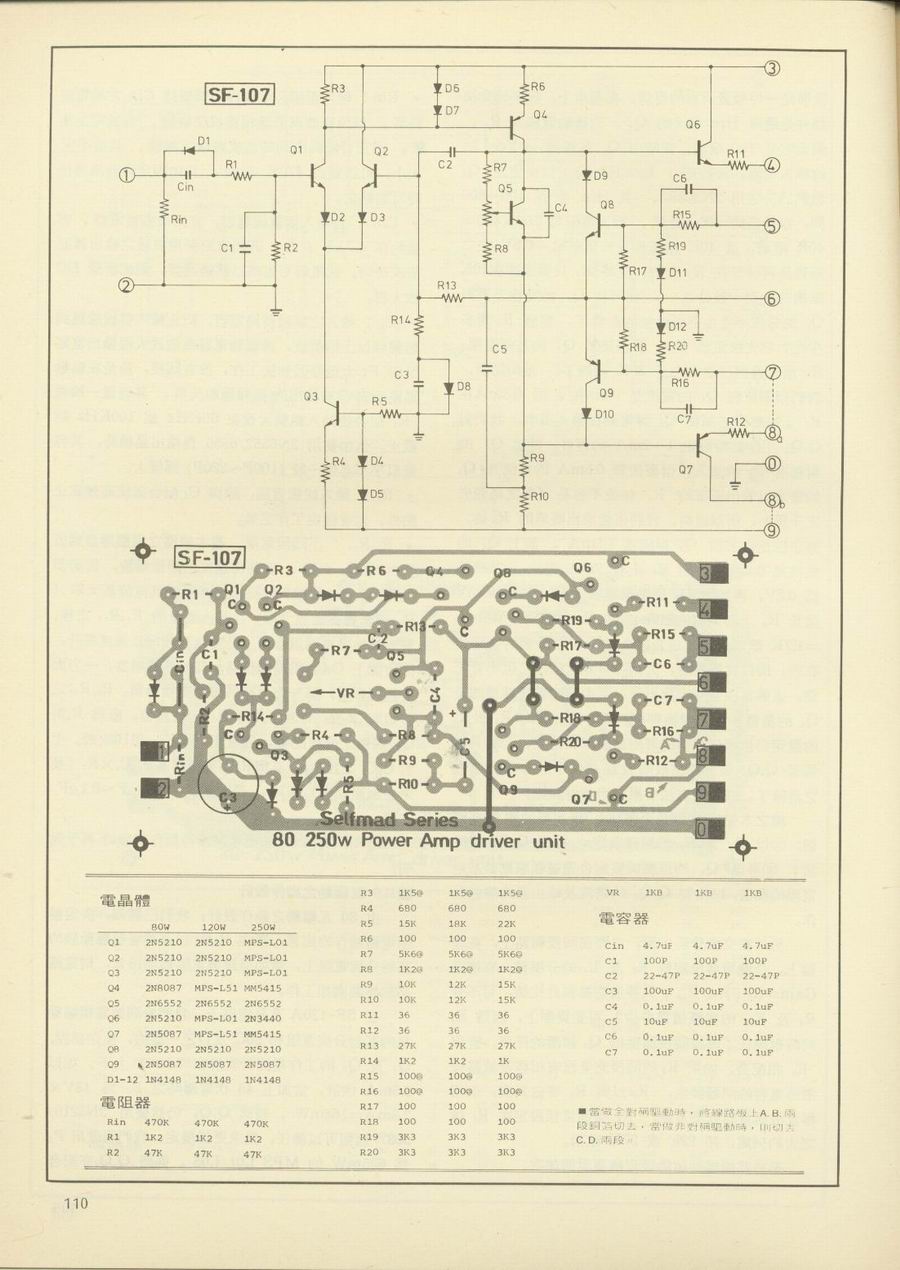 SF-107
R3
D6
D7
R6
Q4
3
Q6
R11
4
D1
R1
Cin
Rin
1
2
Q1
Q2
C2
R7
Q5
C4
R8
D9
Q8
C6
R15
5
R19
D11
R17
C1
R2
D2
D3
R13
6
R14
C5
D12
R18
R20
R16
7
C3
D8
Q3
R5
Q9
D10
C7
R12
8a
Q7
0
8b
R4
D4
D5
R9
R10
9
SF-107
R1
Q1
Q2
C
C
R3
R6
Q4
Q8
C
Q6
C
3
R11
4
Cin
C1
R2
C2
R13
C
R7
Q5
R19
R15
R17
5
C6
VR
C4
6
R14
C
Q3
R4
R8
C5
R18
C7
7
R16
R20
A
C
R12
8
1
Rin
2
C3
R5
R9
R10
C
Q9
Q7
D
C
B
9
0
Selfmad Series
80 250w Power Amp driver unit
電晶體
80W 120W 250W
Q1 2N5210 2N5210 MPS-L01
Q2 2N5210 2N5210 MPS-L01
Q3 2N5210 2N5210 MPS-L01
Q4 2N8087 MPS-L51 MM5415
Q5 2N6552 2N6552 2N6552
Q6 2N5210 MPS-L01 2N3440
Q7 2N5087 MPS-L51 MM5415
Q8 2N5210 2N5210 2N5210
Q9 2N5087 2N5087 2N5087
D1-12 1N4148 1N4148 1N4148
電阻器
Rin 470K 470K 470K
R1 1K2 1K2 1K2
R2 47K 47K 47K
R3 1K5@ 1K5@ 1K5@
R4 680 680 680
R5 15K 18K 22K
R6 100 100 100
R7 5K6@ 5K6@ 5K6@
R8 1K2@ 1K2@ 1K2@
R9 10K 12K 15K
R10 10K 12K 15K
R11 36 36 36
R12 36 36 36
R13 27K 27K 27K
R14 1K2 1K2 1K
R15 100@ 100@ 100@
R16 100@ 100@ 100@
R17 100 100 100
R18 100 100 100
R19 3K3 3K3 3K3
R20 3K3 3K3 3K3
VR 1KB 1KB 1KB
電容器
Cin 4.7uF 4.7uF 4.7uF
C1 100P 100P 100P
C2 22-47P 22-47P 22-47P
C3 100uF 100uF 100uF
C4 0.1uF 0.1uF 0.1uF
C5 10uF 10uF 10uF
C6 0.1uF 0.1uF 0.1uF
C7 0.1uF 0.1uF 0.1uF
■當做全對稱驅動時，將線路板上A.B.兩
段銅箔切去，當做非對稱驅動時，則切去
C.D.兩段。
110